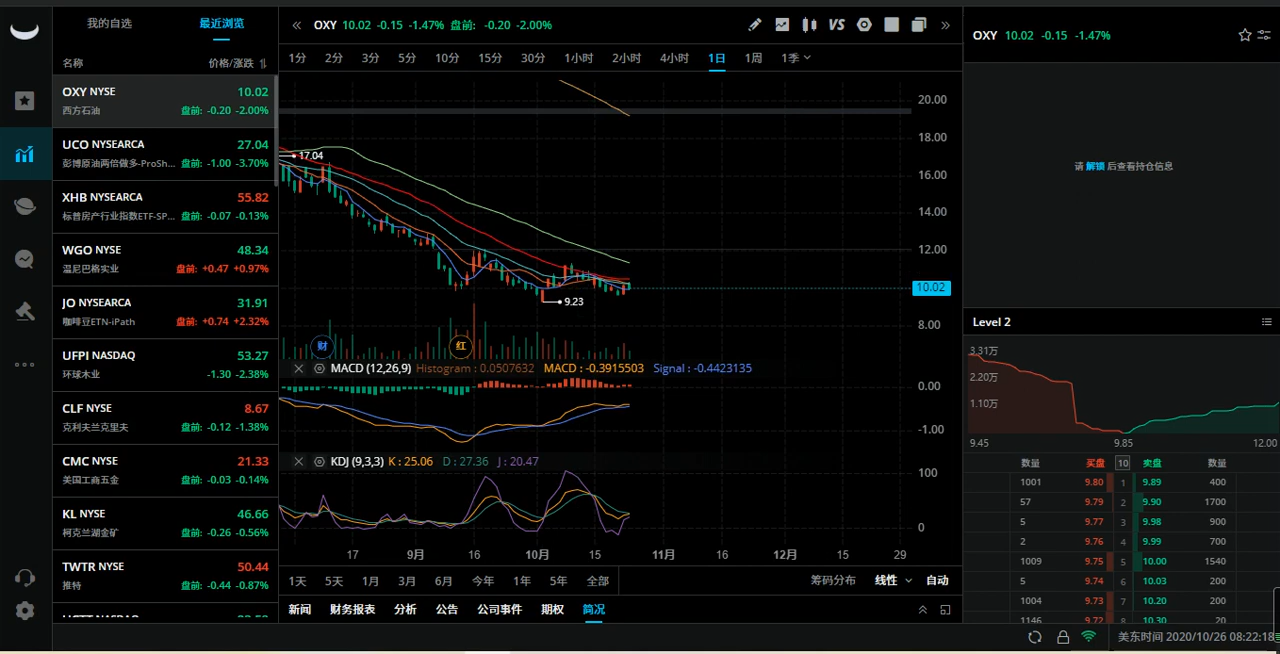 我的自选 最近浏览
名称 价格/涨跌
OXY NYSE 10.02
西方石油 盘前: -0.20 -2.00%
UCO NYSEARCA 27.04
彭博原油两倍做多-ProSh... 盘前: -1.00 -3.70%
XHB NYSEARCA 55.82
标普房产行业指数ETF-SP... 盘前: -0.07 -0.13%
WGO NYSE 48.34
温尼巴格实业 盘前: +0.47 +0.97%
JO NYSEARCA 31.91
咖啡豆ETN-iPath 盘前: +0.74 +2.32%
UFPI NASDAQ 53.27
环球木业 -1.30 -2.38%
CLF NYSE 8.67
克利夫兰克里夫 盘前: -0.12 -1.38%
CMC NYSE 21.33
美国工商五金 盘前: -0.03 -0.14%
KL NYSE 46.66
柯克兰湖金矿 盘前: -0.26 -0.56%
TWTR NYSE 50.44
推特 盘前: -0.44 -0.87%
OXY 10.02 -0.15 -1.47% 盘前: -0.20 -2.00%
VS
1分 2分 3分 5分 10分 15分 30分 1小时 2小时 4小时 1日 1周 1季
20.00
18.00
17.04
16.00
14.00
12.00
10.02
9.23
8.00
财 红
MACD (12,26,9) Histogram : 0.0507632 MACD : -0.3915503 Signal : -0.4423135
0.00
-1.00
KDJ (9,3,3) K : 25.06 D : 27.36 J : 20.47
100
0
17 9月 16 10月 15 11月 16 12月 15 29
1天 5天 1月 3月 6月 今年 1年 5年 全部 筹码分布 线性 自动
新闻 财务报表 分析 公告 公司事件 期权 简况
OXY 10.02 -0.15 -1.47%
请 解锁 后查看持仓信息
Level 2
3.31万
2.20万
1.10万
9.45 9.85 12.00
数量 买盘 10 卖盘 数量
1001 9.80 1 9.89 400
57 9.79 2 9.90 1700
5 9.77 3 9.98 900
2 9.76 4 9.99 700
1009 9.75 5 10.00 1540
5 9.74 6 10.03 200
1004 9.73 7 10.20 200
1146 9.72 8 10.30 20
美东时间 2020/10/26 08:22:18